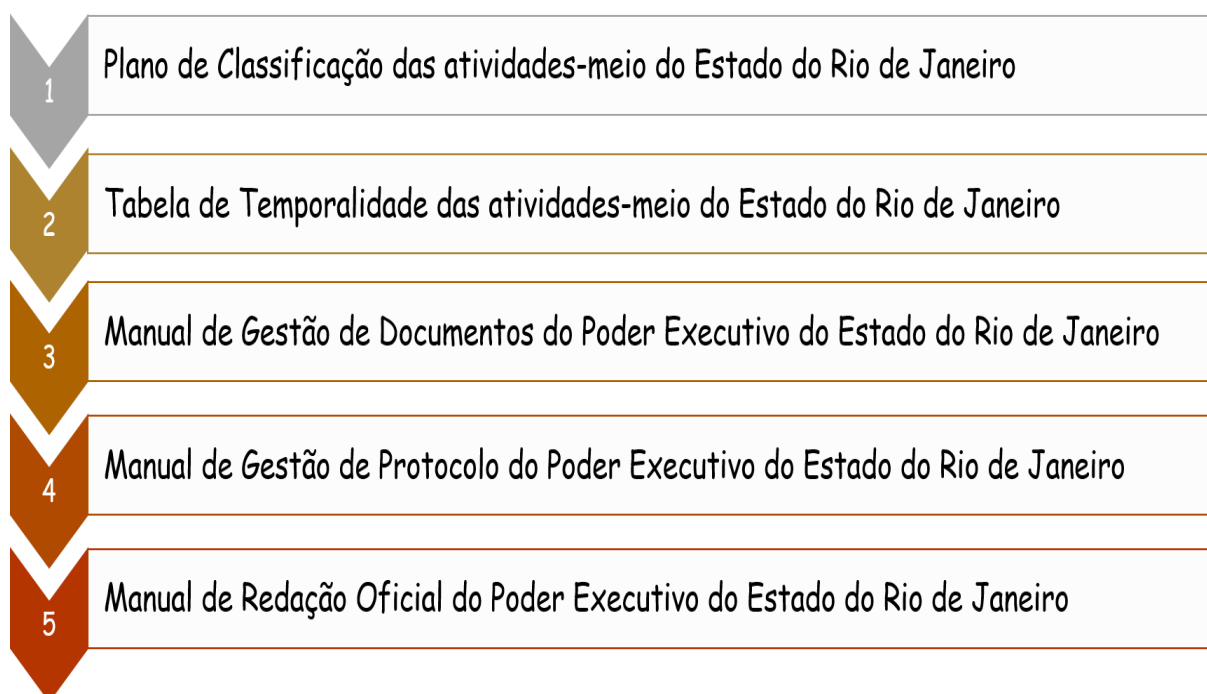 1 Plano de Classificação das atividades-meio do Estado do Rio de Janeiro
2 Tabela de Temporalidade das atividades-meio do Estado do Rio de Janeiro
3 Manual de Gestão de Documentos do Poder Executivo do Estado do Rio de Janeiro
4 Manual de Gestão de Protocolo do Poder Executivo do Estado do Rio de Janeiro
5 Manual de Redação Oficial do Poder Executivo do Estado do Rio de Janeiro